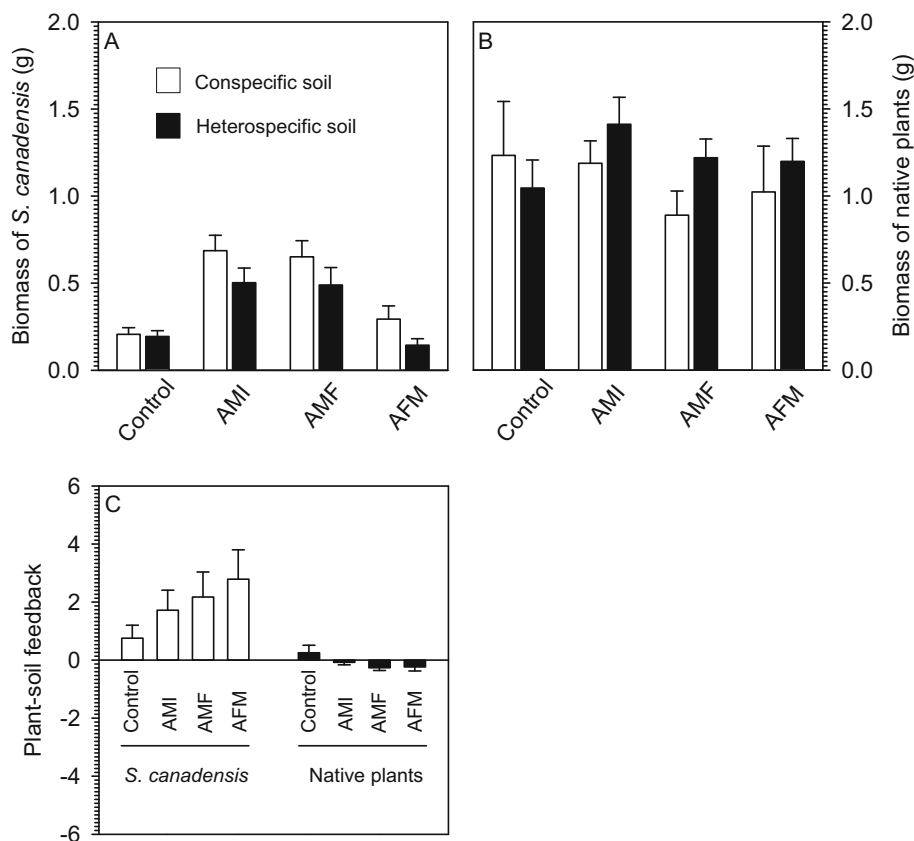 A
Biomass of S. canadensis (g)
2.0
1.5
1.0
0.5
0.0
Conspecific soil
Heterospecific soil
Control
AMI
AMF
AFM
B
2.0
1.5
1.0
0.5
0.0
Biomass of native plants (g)
Control
AMI
AMF
AFM
C
Plant-soil feedback
6
4
2
0
-2
-4
-6
Control
AMI
AMF
AFM
S. canadensis
Control
AMI
AMF
AFM
Native plants